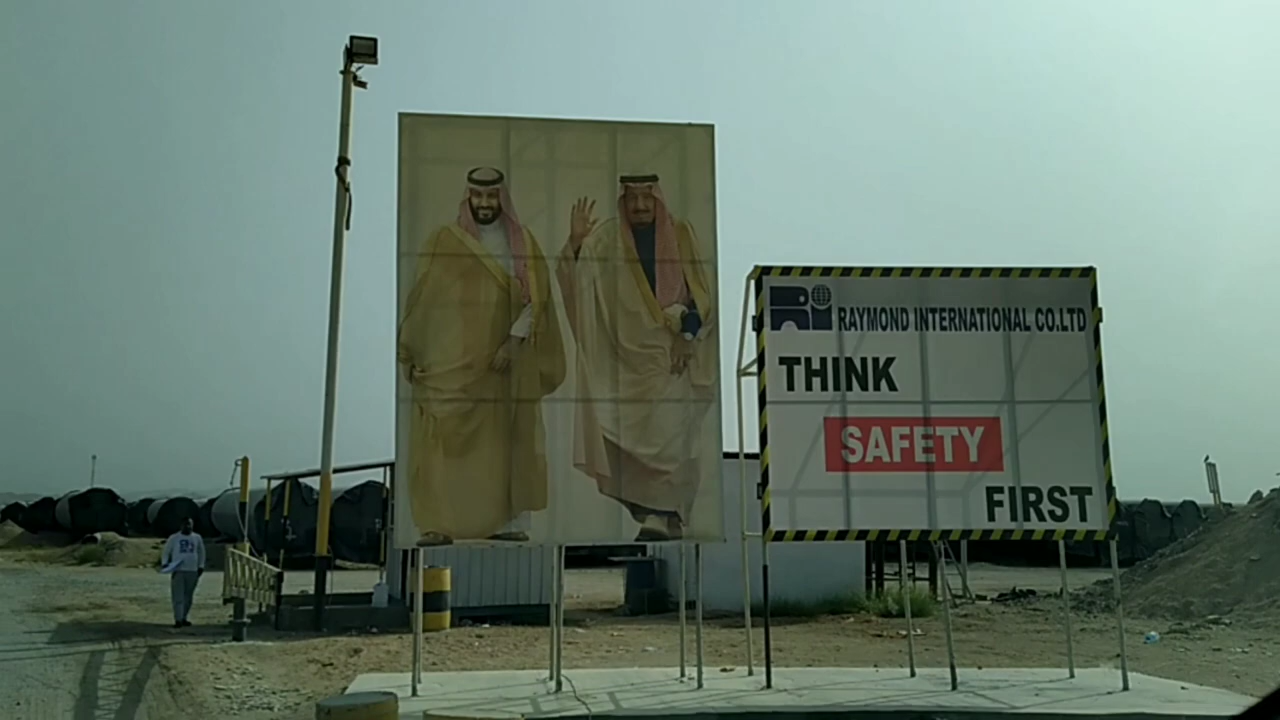 Ri RAYMOND INTERNATIONAL CO.LTD
THINK
SAFETY
FIRST